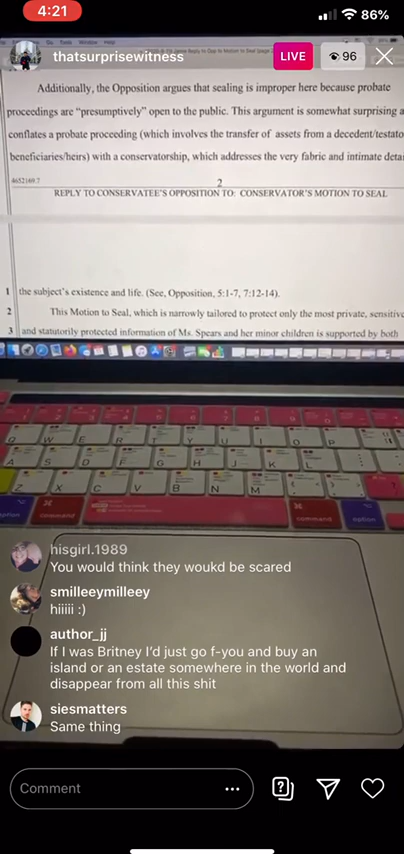 4:21
86%
thatsurprisewitness
LIVE
96
Additionally, the Opposition argues that sealing is improper here because probate
proceedings are “presumptively” open to the public. This argument is somewhat surprising a
conflates a probate proceeding (which involves the transfer of assets from a decedent/testato
beneficiaries/heirs) with a conservatorship, which addresses the very fabric and intimate detai
4652169.7
2
REPLY TO CONSERVATEE'S OPPOSITION TO: CONSERVATOR'S MOTION TO SEAL
1 the subject's existence and life. (See, Opposition, 5:1-7, 7:12-14).
2 This Motion to Seal, which is narrowly tailored to protect only the most private, sensitive
3 and statutorily protected information of Ms. Spears and her minor children is supported by both
Q W E R T Y U I O P
A S D F G H J K
Z X C V B N M
option command command option
hisgirl.1989
You would think they woukd be scared
smilleeymilleey
hiiiii :)
author_jj
If I was Britney I'd just go f-you and buy an
island or an estate somewhere in the world and
disappear from all this shit
siesmatters
Same thing
Comment